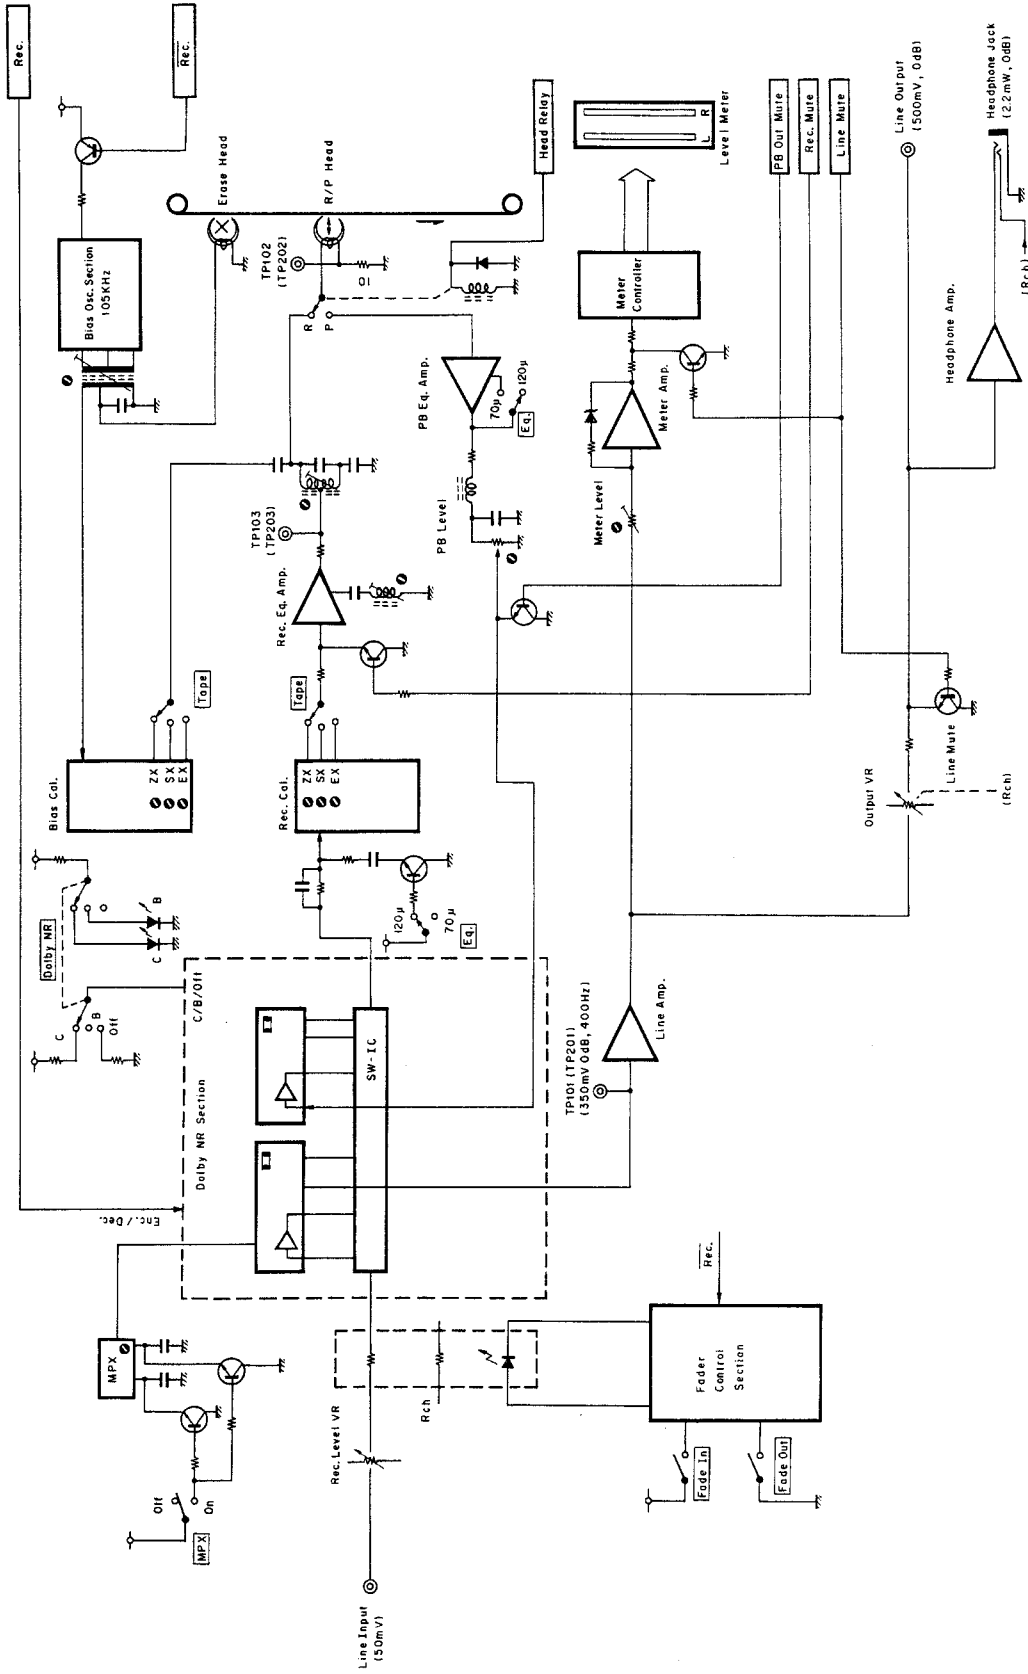 Rec.
Rec.
Bias Osc. Section
105KHz
Erase Head
R/P Head
TP102
(TP202)
10
R
P
Head Relay
Level Meter
L
R
Meter
Controller
PB Out Mute
Rec. Mute
Line Mute
Line Output
(500mV, 0dB)
Headphone Jack
(2.2mW, 0dB)
(Rch)
Headphone Amp.
Meter Amp.
Meter Level
PB Eq. Amp.
70μ
120μ
Eq.
PB Level
TP103
(TP203)
Rec. Eq. Amp.
Tape
Bias Cal.
ZX
SX
EX
Tape
Rec. Cal.
ZX
SX
EX
120μ
70μ
Eq.
Line Mute
Output VR
(Rch)
Dolby NR
C
B
C
B
Off
C/B/Off
Dolby NR Section
SW-IC
Enc./Dec.
TP101 (TP201)
(350mV 0dB, 400Hz)
Line Amp.
MPX
Off
On
MPX
Rec. Level VR
Rch
Line Input
(50mV)
Rec.
Fader
Control
Section
Fade In
Fade Out